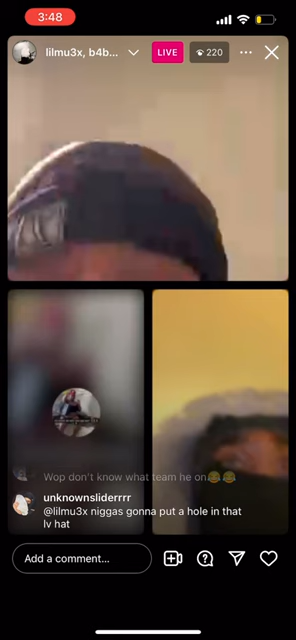 3:48
lilmu3x, b4b...
LIVE
220
Wop don't know what team he on😂😂
unknownsliderrrr
@lilmu3x niggas gonna put a hole in that
lv hat
Add a comment...